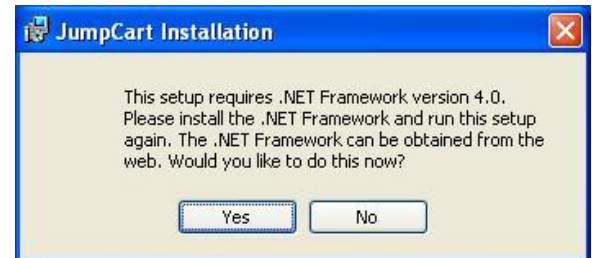 JumpCart Installation
This setup requires .NET Framework version 4.0.
Please install the .NET Framework and run this setup
again. The .NET Framework can be obtained from the
web. Would you like to do this now?
Yes No